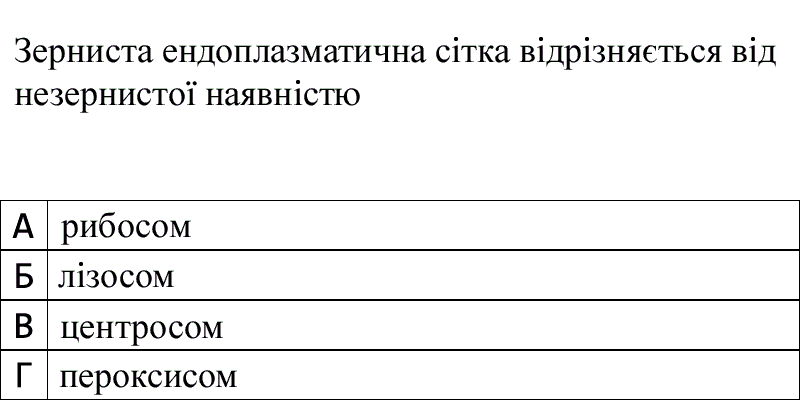 Зерниста ендоплазматична сітка відрізняється від
незернистої наявністю
А рибосом
Б лізосом
В центросом
Г пероксисом